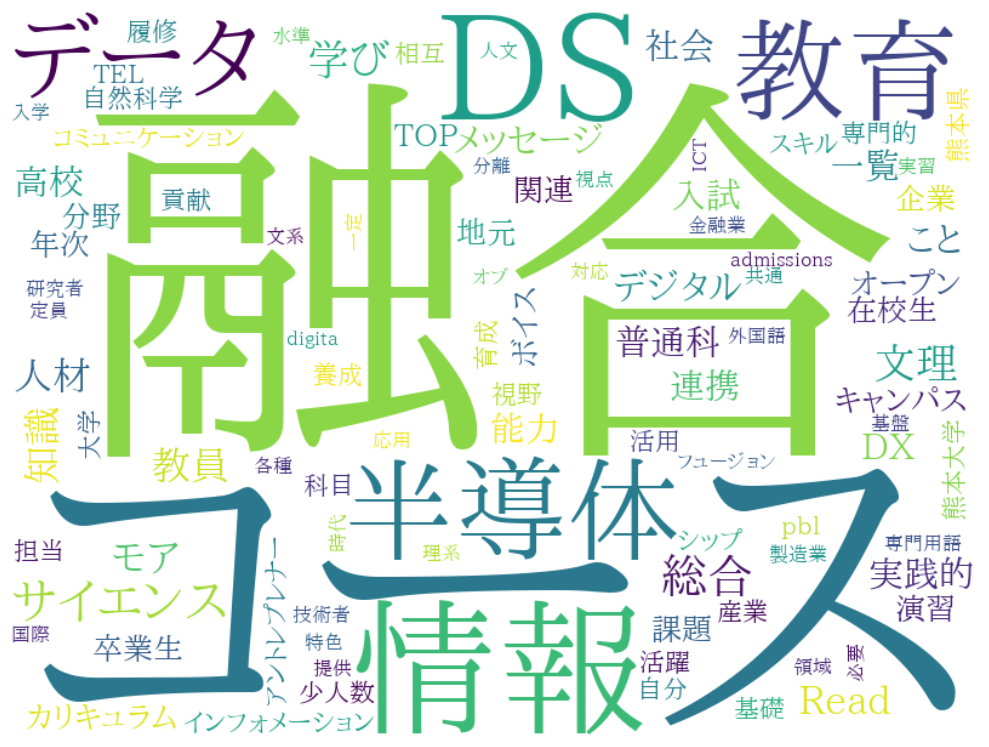 データ
履修
水準
学び
相互
DS
人文
社会
教育
TEL
自然科学
入学
コミュニケーション
TOP
メッセージ
分離
ICT
スキル
専門的
一覧
実習
熊本県
融合
高校
貢献
関連
視点
入試
企業
分野
年次
文系
一定
地元
金融業
こと
admissions
研究者
定員
オブ
対応
デジタル
共通
オープン
在校生
digita
育成
ボイス
普通科
外国語
文理
人材
養成
視野
連携
キャンパス
知識
大学
応用
能力
活用
基盤
DX
熊本大学
教員
各種
科目
フュージョン
コース
半導体
担当
モア
時代
理系
シップ
pbl
製造業
専門用語
サイエンス
アントレプレナー
総合
実践的
産業
演習
国際
卒業生
技術者
特色
情報
課題
提供
少人数
活躍
自分
領域
必要
カリキュラム
インフォメーション
基礎
Read